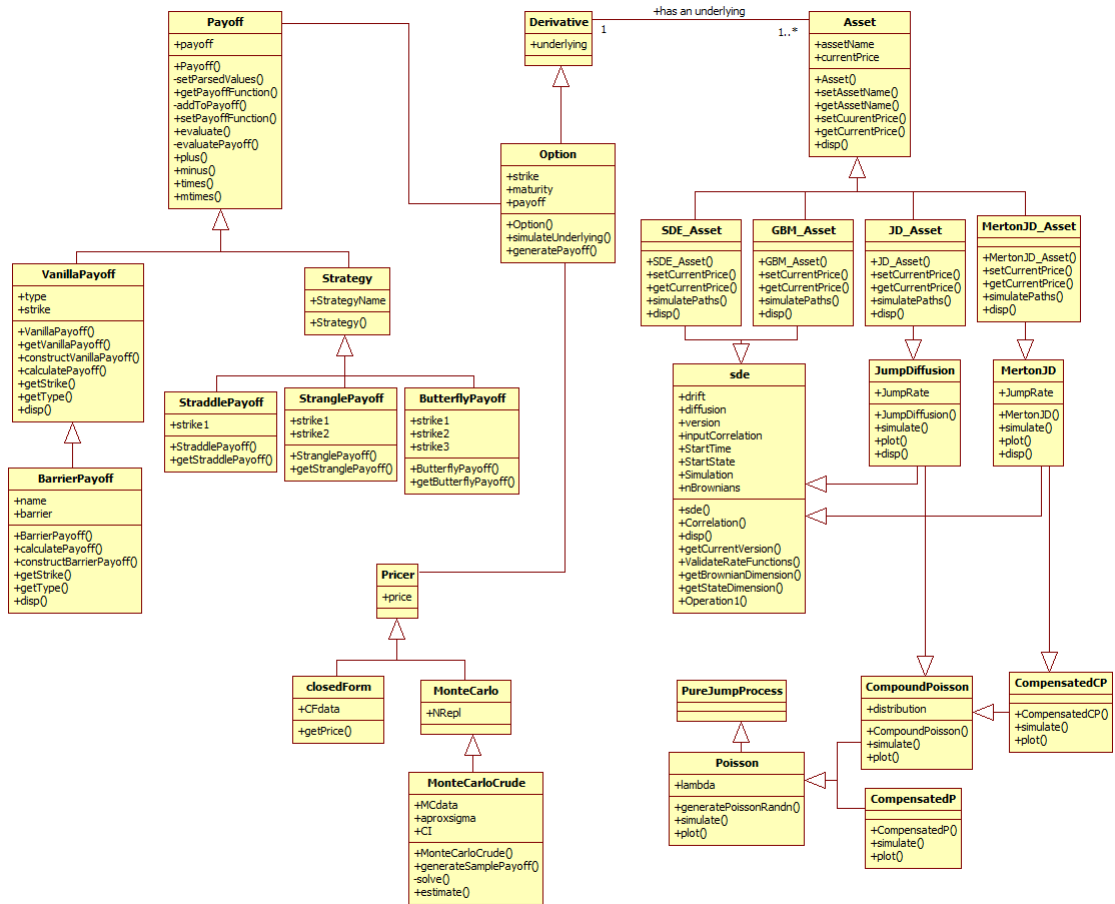 Payoff
+payoff
+Payoff()
-setParsedValues()
+getPayoffFunction()
-addToPayoff()
+setPayoffFunction()
+evaluate()
-evaluatePayoff()
+plus()
+minus()
+times()
+mtimes()
Derivative
+underlying
+has an underlying
1
1..*
Asset
+assetName
+currentPrice
+Asset()
+setAssetName()
+getAssetName()
+setCuurentPrice()
+getCurrentPrice()
+disp()
Option
+strike
+maturity
+payoff
+Option()
+simulateUnderlying()
+generatePayoff()
SDE_Asset
+SDE_Asset()
+setCurrentPrice()
+getCurrentPrice()
+simulatePaths()
+disp()
GBM_Asset
+GBM_Asset()
+setCurrentPrice()
+getCurrentPrice()
+simulatePaths()
+disp()
JD_Asset
+JD_Asset()
+setCurrentPrice()
+getCurrentPrice()
+simulatePaths()
+disp()
MertonJD_Asset
+MertonJD_Asset()
+setCurrentPrice()
+getCurrentPrice()
+simulatePaths()
+disp()
VanillaPayoff
+type
+strike
+VanillaPayoff()
+getVanillaPayoff()
+constructVanillaPayoff()
+calculatePayoff()
+getStrike()
+getType()
+disp()
Strategy
+StrategyName
+Strategy()
StraddlePayoff
+strike1
+StraddlePayoff()
+getStraddlePayoff()
StranglePayoff
+strike1
+strike2
+StranglePayoff()
+getStranglePayoff()
ButterflyPayoff
+strike1
+strike2
+strike3
+ButterflyPayoff()
+getButterflyPayoff()
sde
+drift
+diffusion
+version
+inputCorrelation
+StartTime
+StartState
+Simulation
+nBrownians
+sde()
+Correlation()
+disp()
+getCurrentVersion()
+ValidateRateFunctions()
+getBrownianDimension()
+getStateDimension()
+Operation1()
JumpDiffusion
+JumpRate
+JumpDiffusion()
+simulate()
+plot()
+disp()
MertonJD
+JumpRate
+MertonJD()
+simulate()
+plot()
+disp()
BarrierPayoff
+name
+barrier
+BarrierPayoff()
+calculatePayoff()
+constructBarrierPayoff()
+getStrike()
+getType()
+disp()
Pricer
+price
closedForm
+CFdata
+getPrice()
MonteCarlo
+NRepl
MonteCarloCrude
+MCdata
+aproxsigma
+CI
+MonteCarloCrude()
+generateSamplePayoff()
-solve()
+estimate()
PureJumpProcess
Poisson
+lambda
+generatePoissonRandn()
+simulate()
+plot()
CompoundPoisson
+distribution
+CompoundPoisson()
+simulate()
+plot()
CompensatedCP
+CompensatedCP()
+simulate()
+plot()
CompensatedP
+CompensatedP()
+simulate()
+plot()